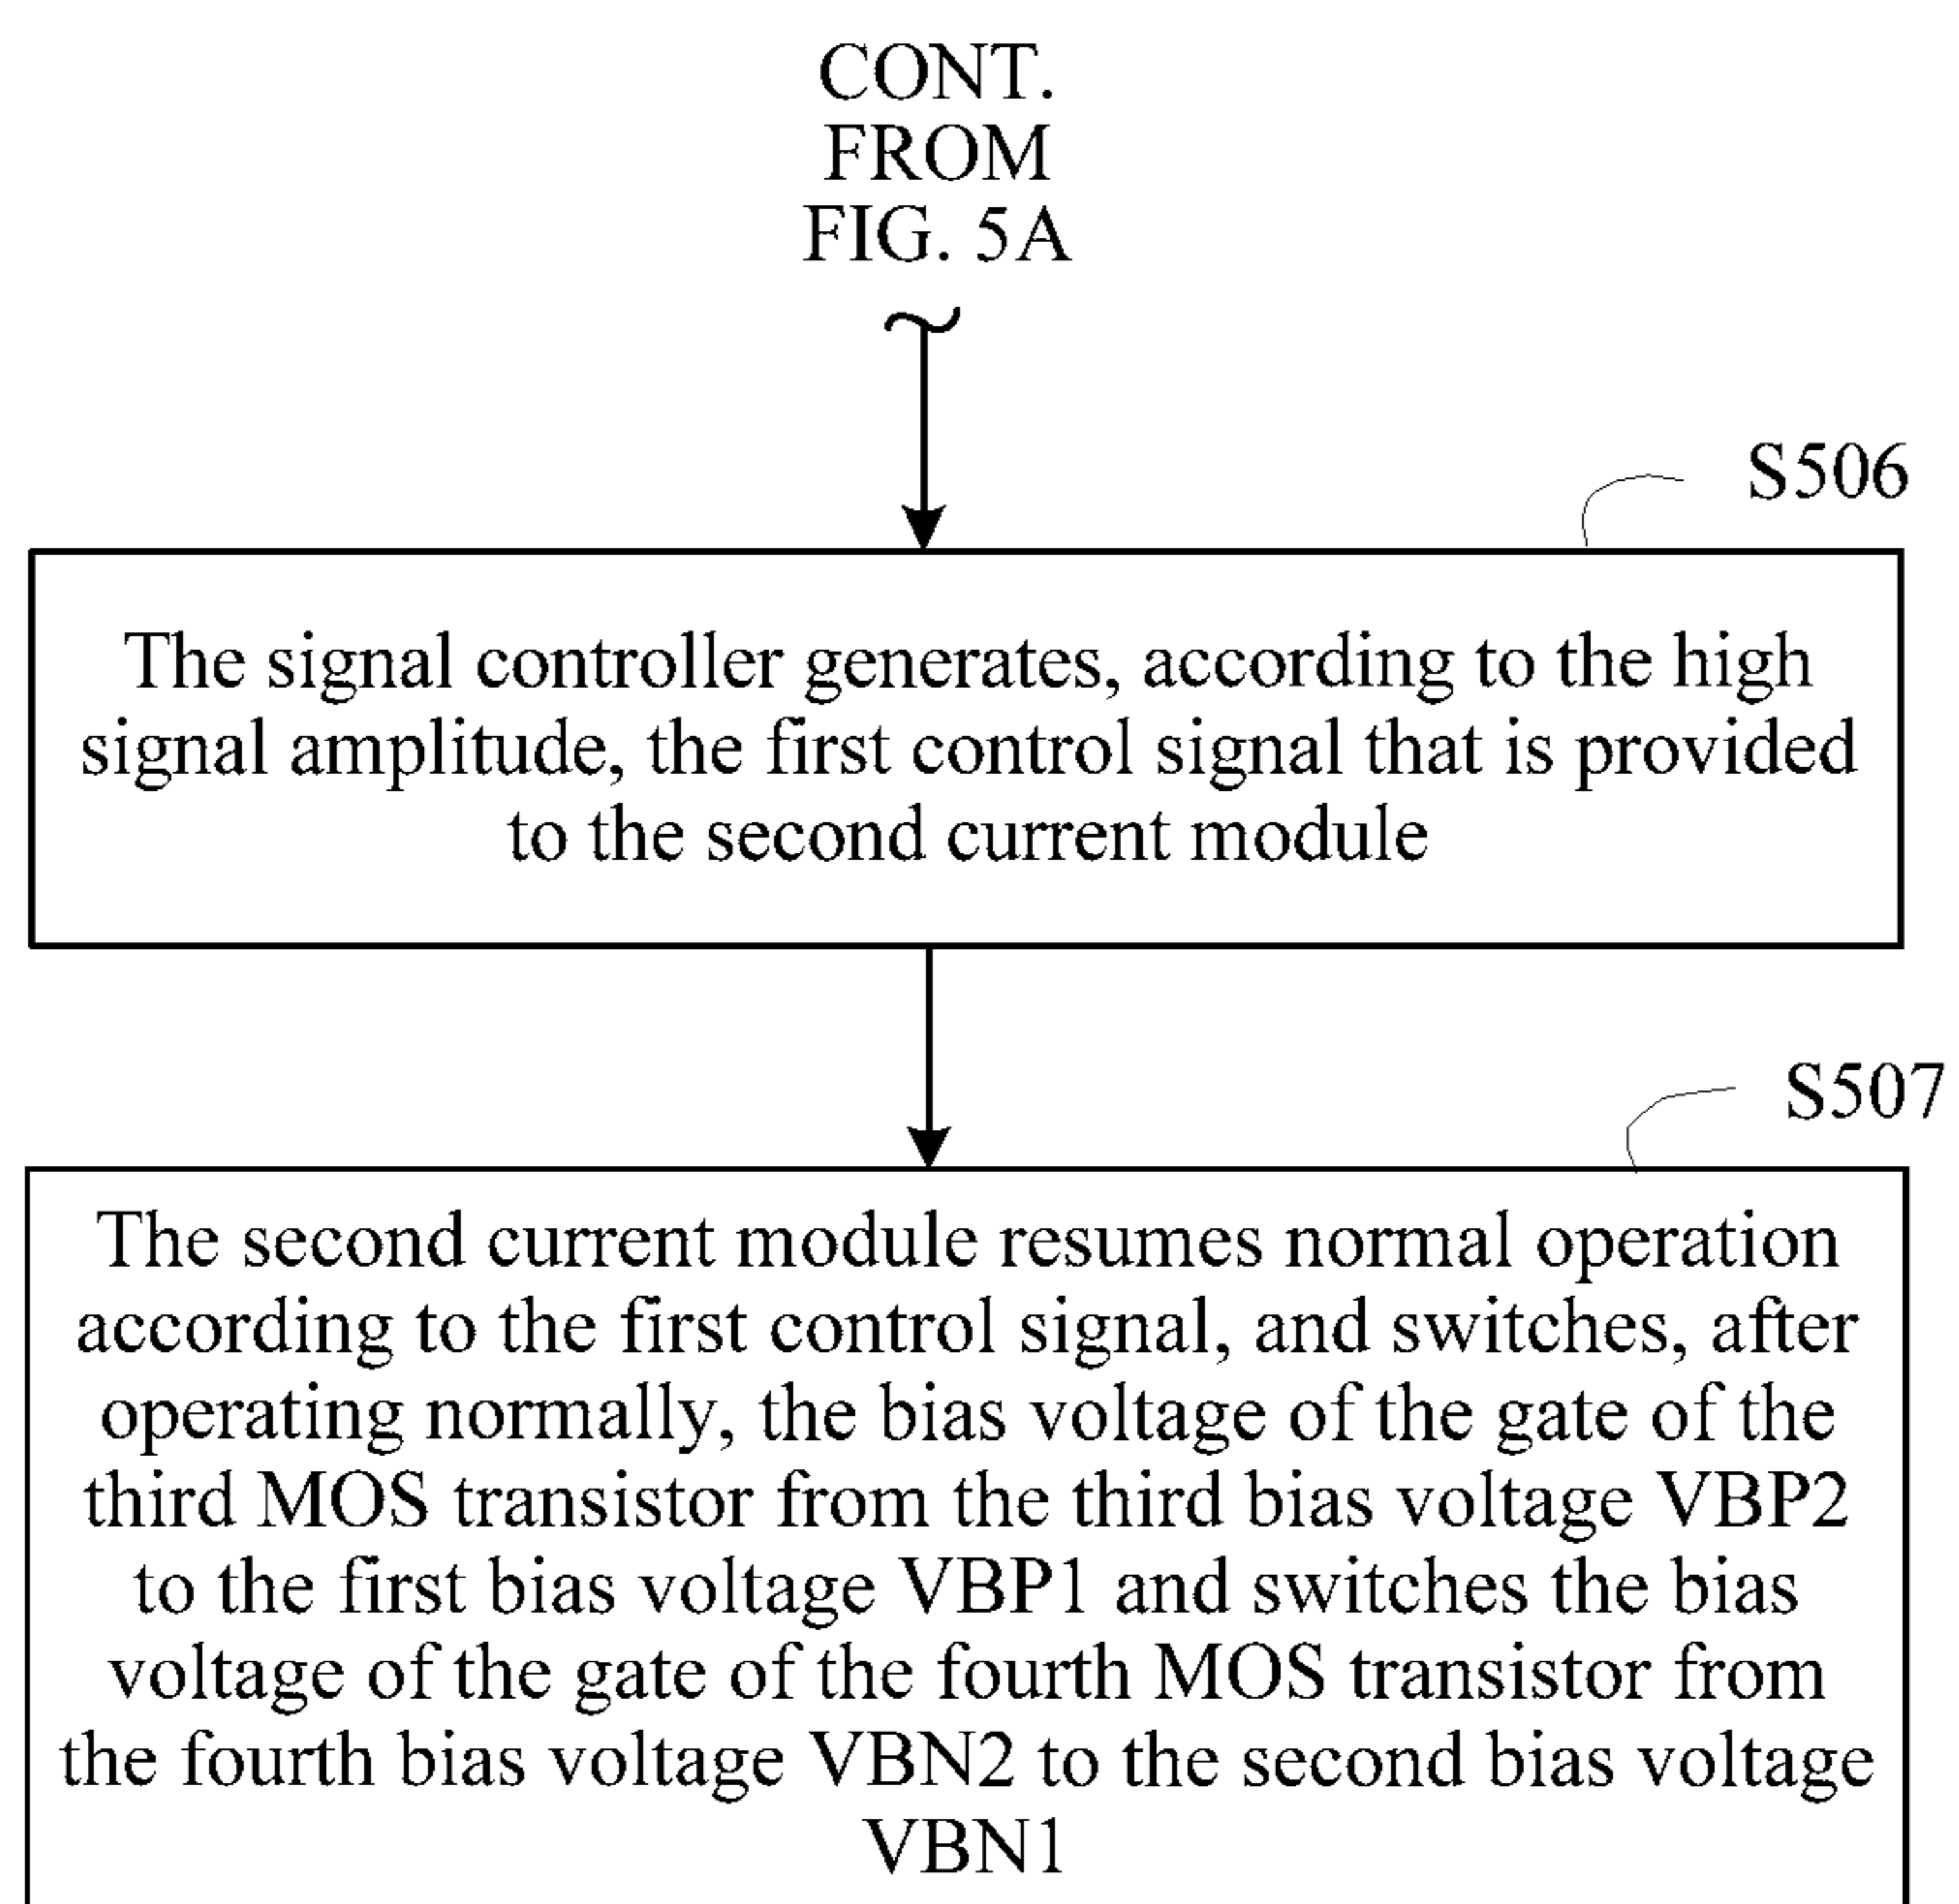 CONT.
FROM
FIG. 5A
S506
The signal controller generates, according to the high
signal amplitude, the first control signal that is provided
to the second current module
S507
The second current module resumes normal operation
according to the first control signal, and switches, after
operating normally, the bias voltage of the gate of the
third MOS transistor from the third bias voltage VBP2
to the first bias voltage VBP1 and switches the bias
voltage of the gate of the fourth MOS transistor from
the fourth bias voltage VBN2 to the second bias voltage
VBN1